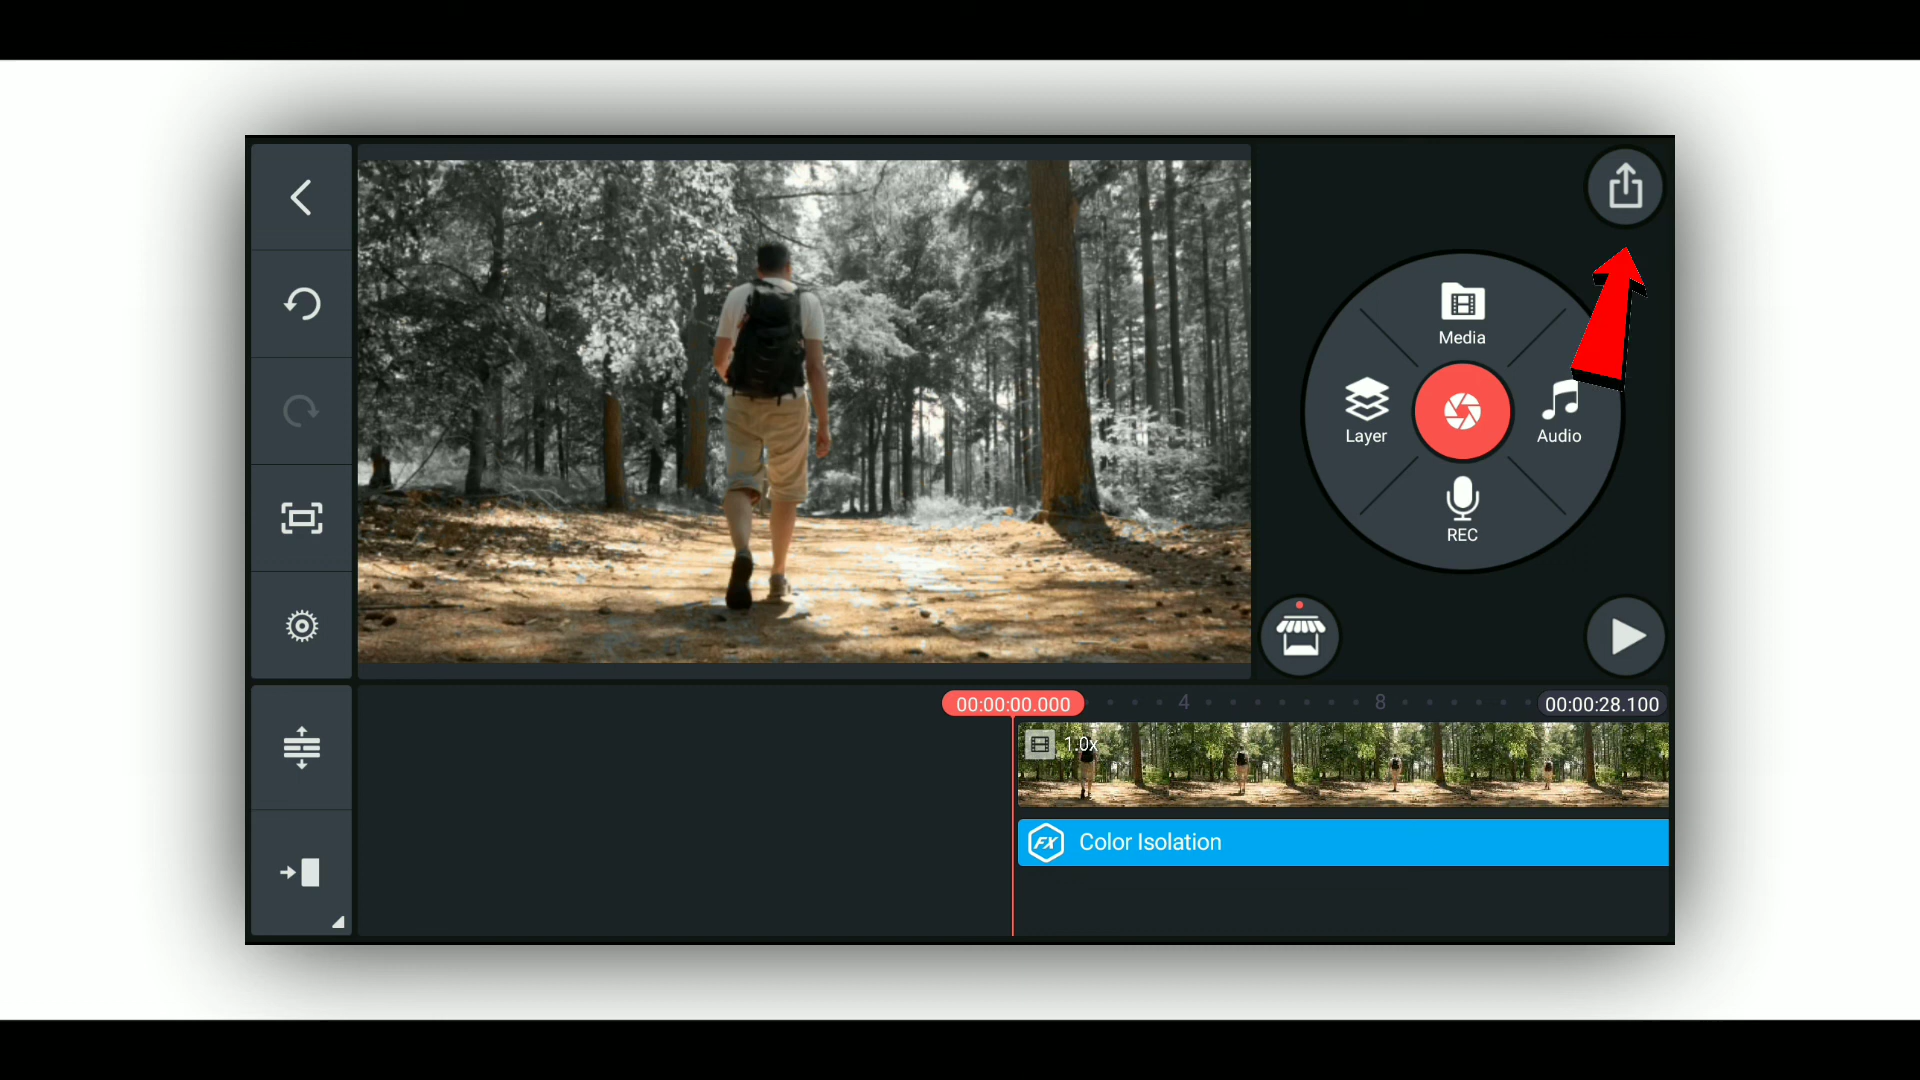 Media
Layer
Audio
REC
00:00:00.000
4
8
00:00:28.100
1.0x
FX
Color Isolation